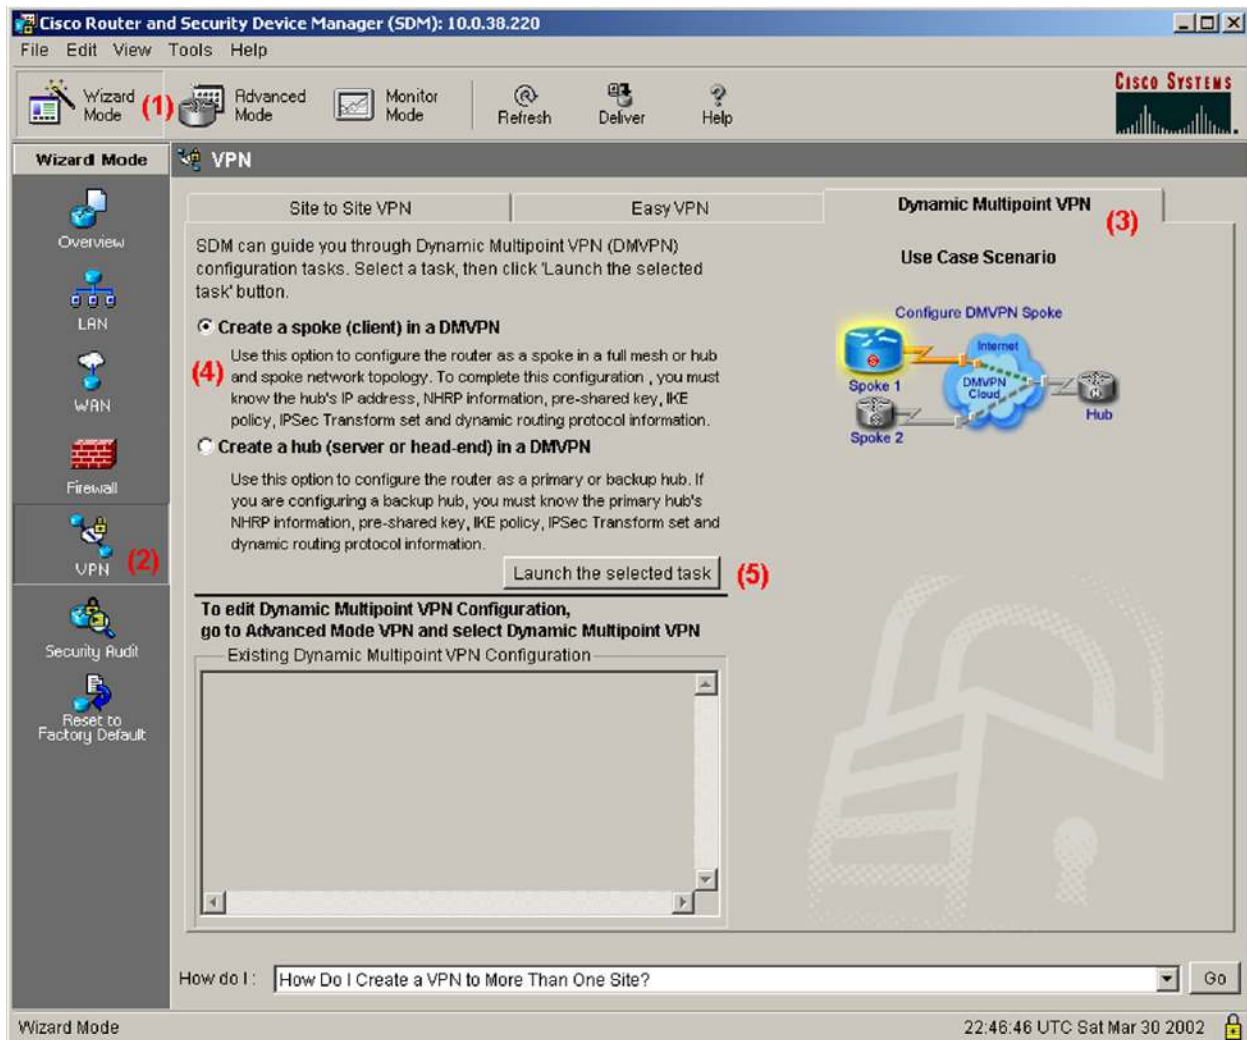 Cisco Router and Security Device Manager (SDM): 10.0.38.220
File Edit View Tools Help
Wizard Mode (1)
Advanced Mode
Monitor Mode
Refresh
Deliver
Help
CISCO SYSTEMS
Wizard Mode
VPN
Overview
LAN
WAN
Firewall
VPN (2)
Security Audit
Reset to
Factory Default
Site to Site VPN
Easy VPN
Dynamic Multipoint VPN (3)
SDM can guide you through Dynamic Multipoint VPN (DMVPN)
configuration tasks. Select a task, then click 'Launch the selected
task' button.
Create a spoke (client) in a DMVPN
Use this option to configure the router as a spoke in a full mesh or hub
(4) and spoke network topology. To complete this configuration , you must
know the hub's IP address, NHRP information, pre-shared key, IKE
policy, IPSec Transform set and dynamic routing protocol information.
Create a hub (server or head-end) in a DMVPN
Use this option to configure the router as a primary or backup hub. If
you are configuring a backup hub, you must know the primary hub's
NHRP information, pre-shared key, IKE policy, IPSec Transform set and
dynamic routing protocol information.
Launch the selected task (5)
To edit Dynamic Multipoint VPN Configuration,
go to Advanced Mode VPN and select Dynamic Multipoint VPN
Existing Dynamic Multipoint VPN Configuration
Use Case Scenario
Configure DMVPN Spoke
Internet
Spoke 1
DMVPN
Cloud
Hub
Spoke 2
How do I :
How Do I Create a VPN to More Than One Site?
Go
Wizard Mode
22:46:46 UTC Sat Mar 30 2002